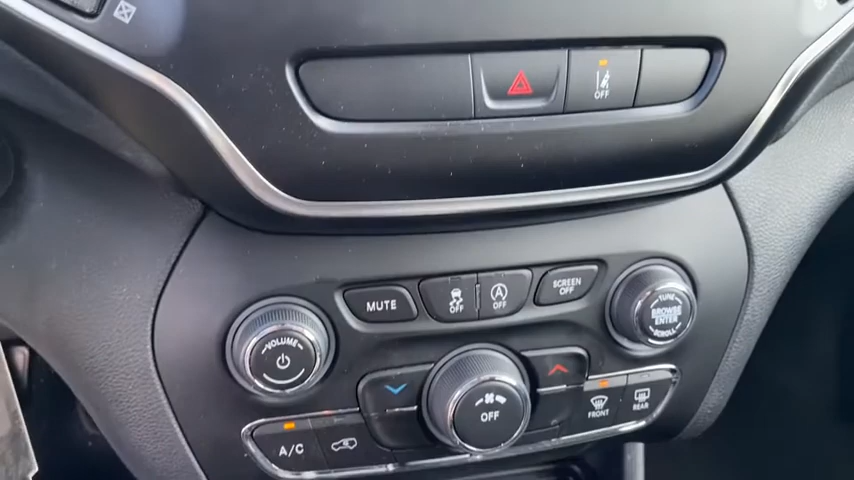 OFF
MUTE
OFF
A
OFF
SCREEN
OFF
TUNE
BROWSE
ENTER
SCROLL
VOLUME
OFF
A/C
FRONT
REAR